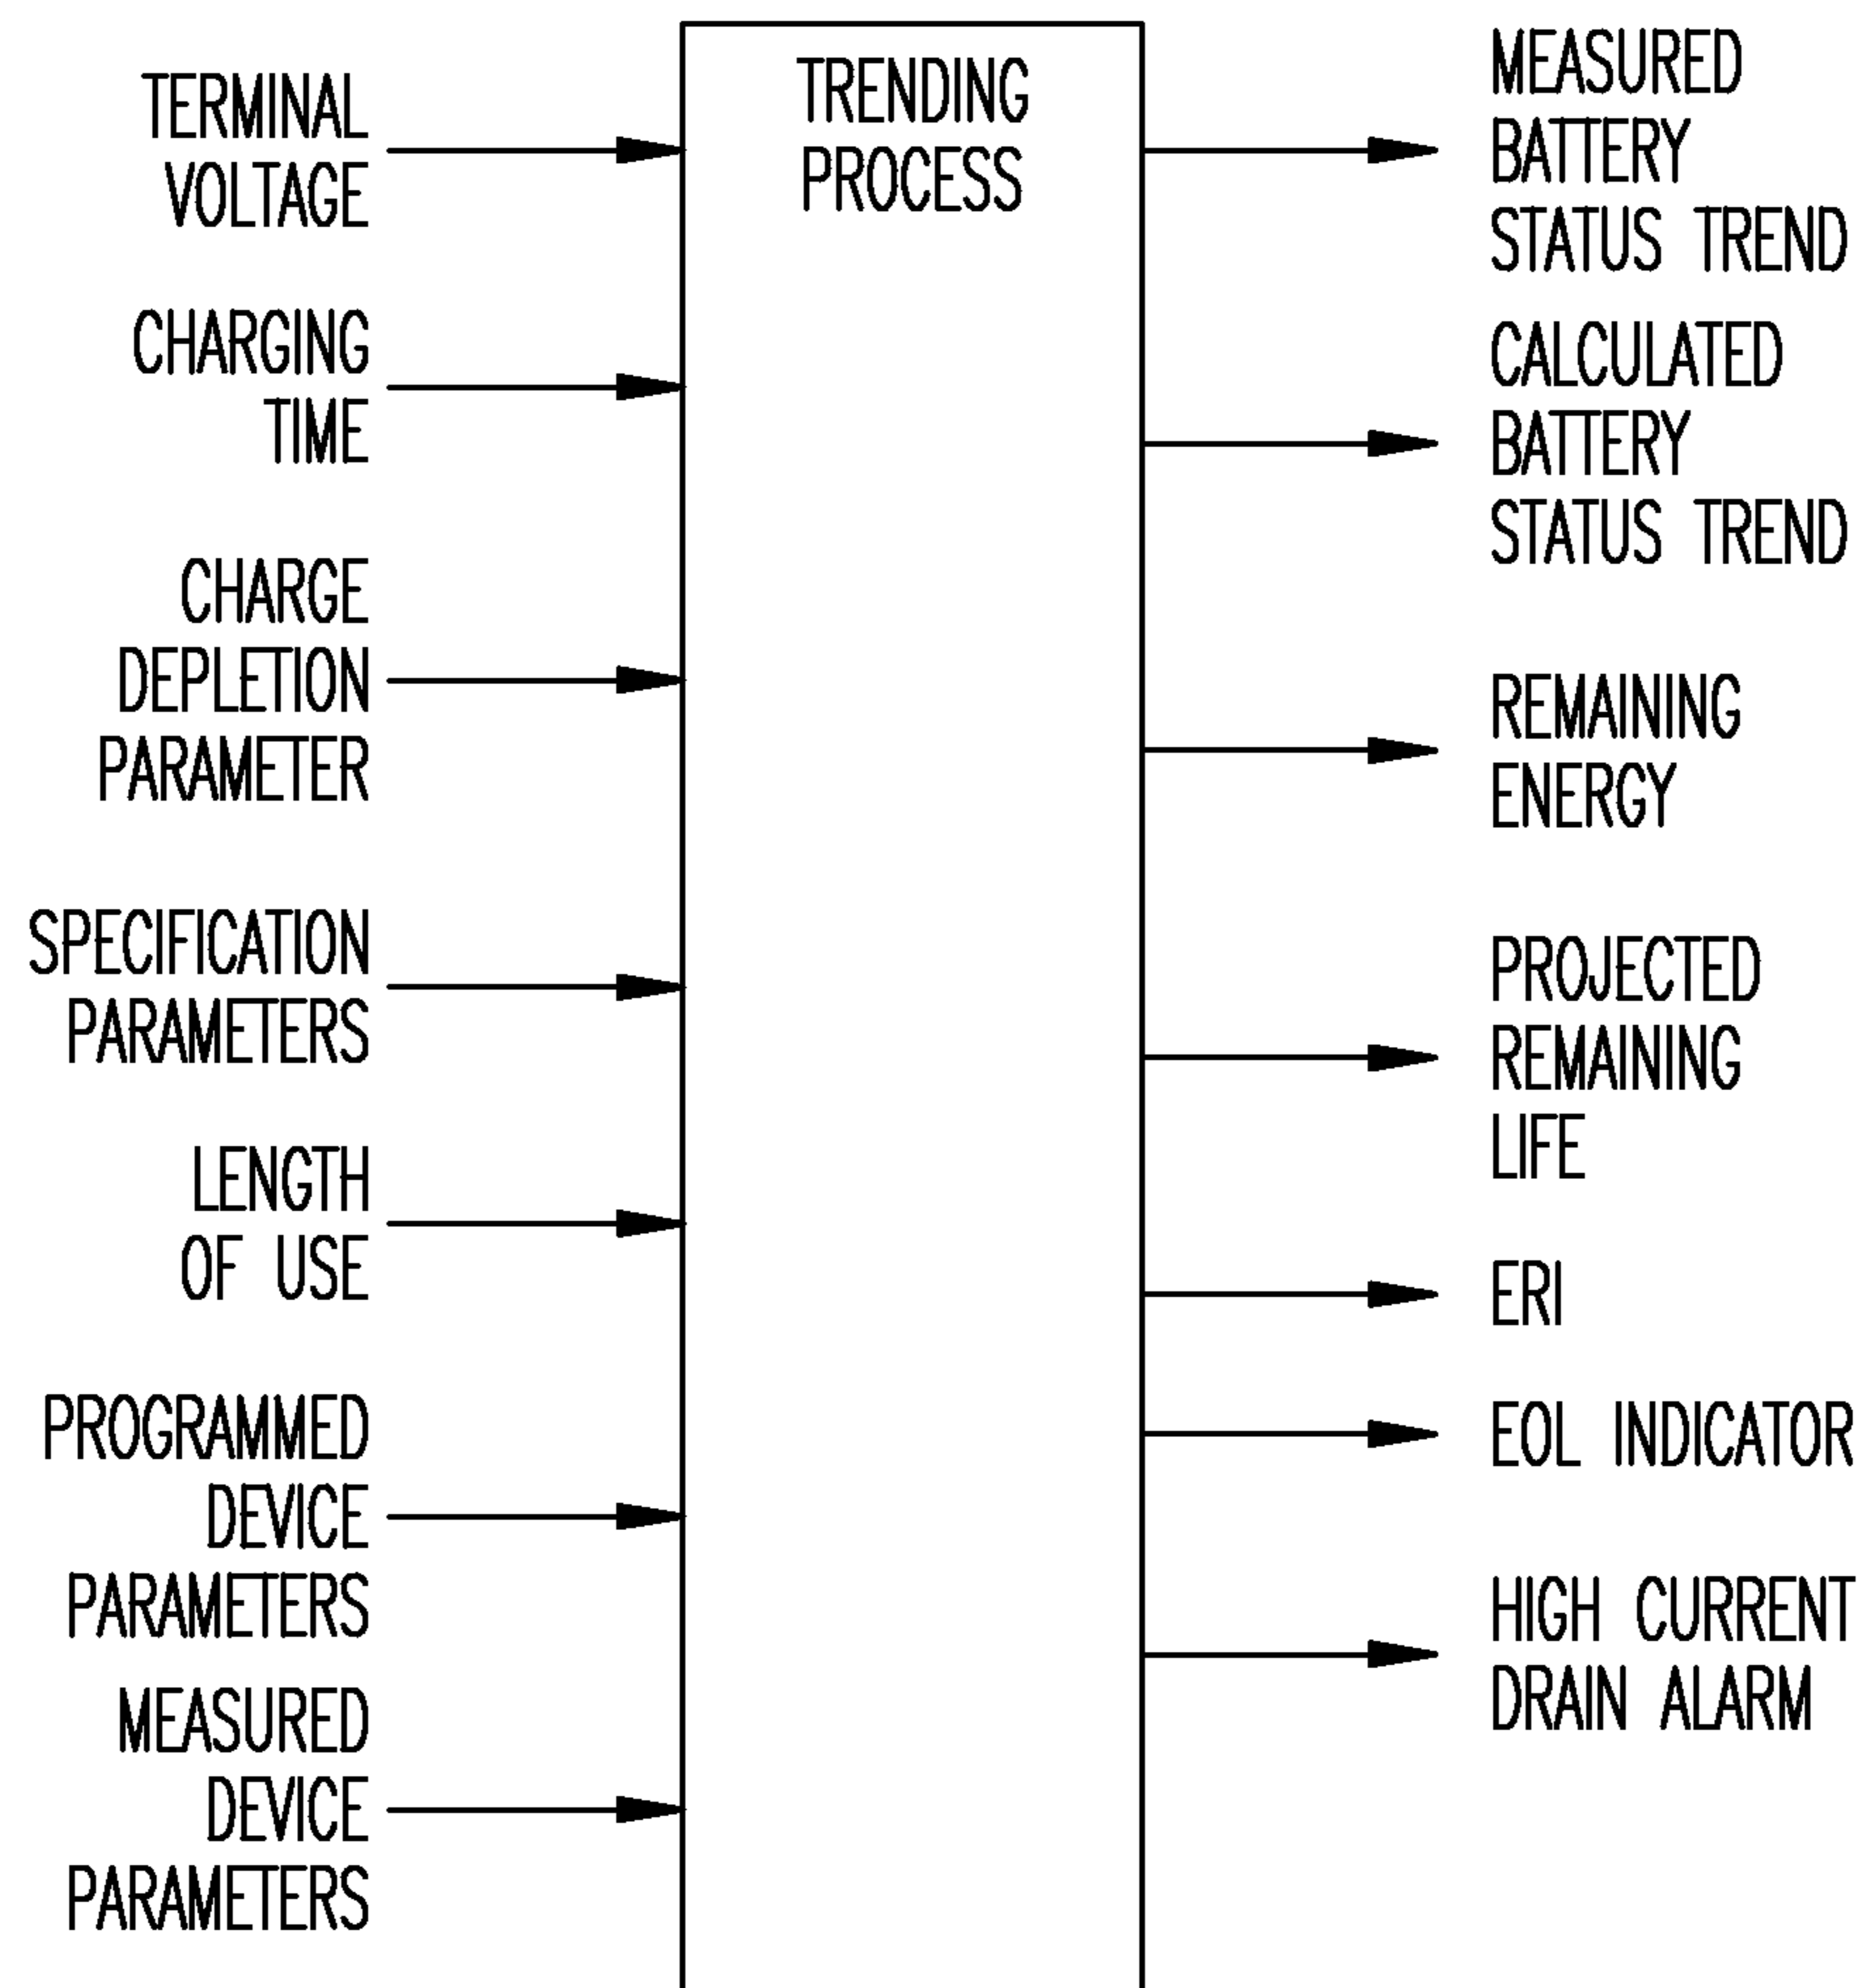 TERMINAL
VOLTAGE
CHARGING
TIME
CHARGE
DEPLETION
PARAMETER
SPECIFICATION
PARAMETERS
LENGTH
OF USE
PROGRAMMED
DEVICE
PARAMETERS
MEASURED
DEVICE
PARAMETERS
TRENDING
PROCESS
MEASURED
BATTERY
STATUS TREND
CALCULATED
BATTERY
STATUS TREND
REMAINING
ENERGY
PROJECTED
REMAINING
LIFE
ERI
EOL INDICATOR
HIGH CURRENT
DRAIN ALARM